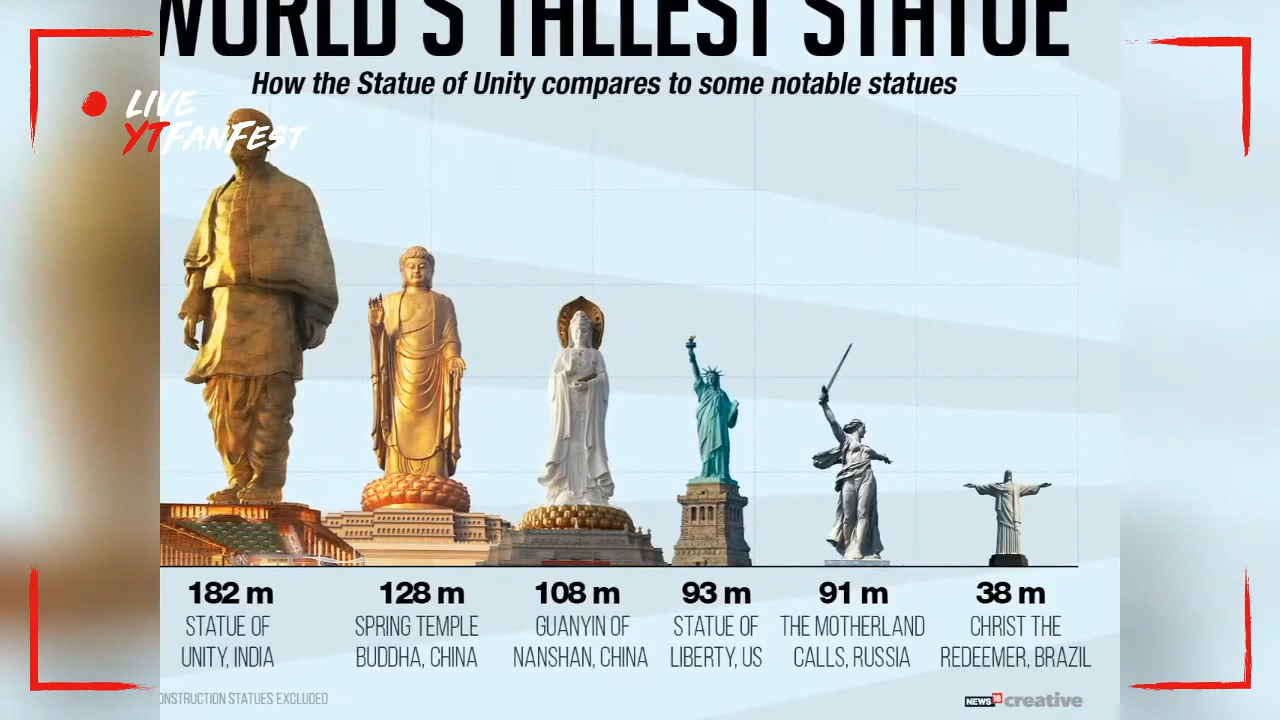 WORLD'S TALLEST STATUE
How the Statue of Unity compares to some notable statues
LIVE
YTFANFEST
182 m
STATUE OF
UNITY, INDIA
128 m
SPRING TEMPLE
BUDDHA, CHINA
108 m
GUANYIN OF
NANSHAN, CHINA
93 m
STATUE OF
LIBERTY, US
91 m
THE MOTHERLAND
CALLS, RUSSIA
38 m
CHRIST THE
REDEEMER, BRAZIL
ONSTRUCTION STATUES EXCLUDED
NEWS18 creative